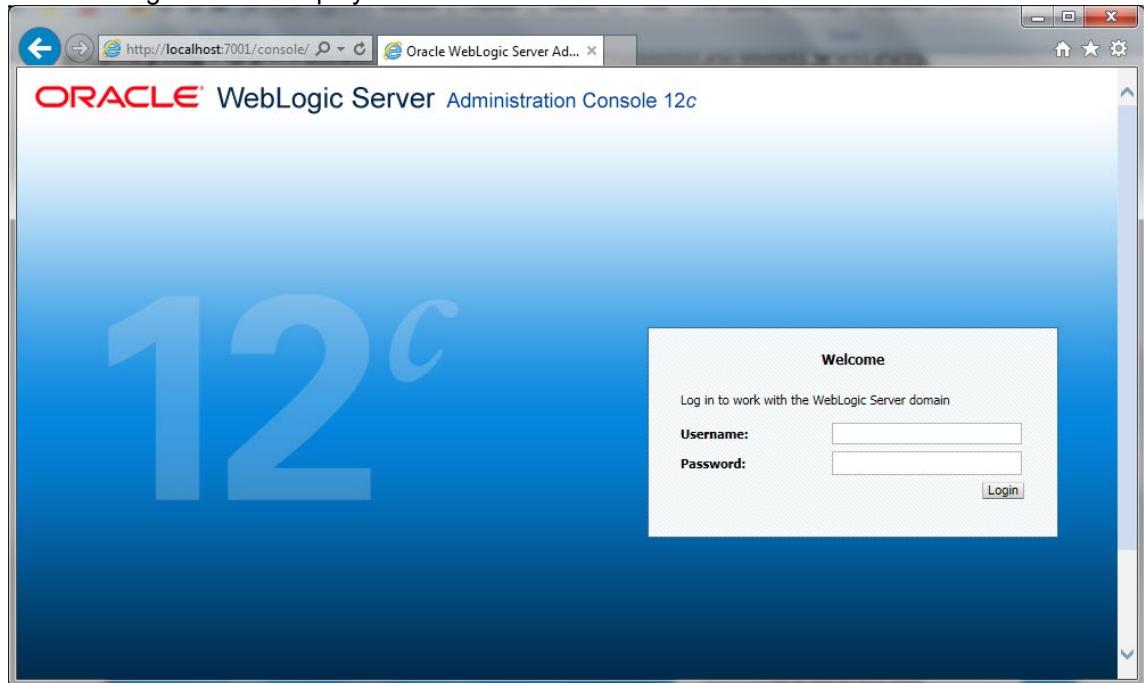 http://localhost:7001/console/
Oracle WebLogic Server Ad...
ORACLE WebLogic Server Administration Console 12c
12c
Welcome
Log in to work with the WebLogic Server domain
Username:
Password:
Login